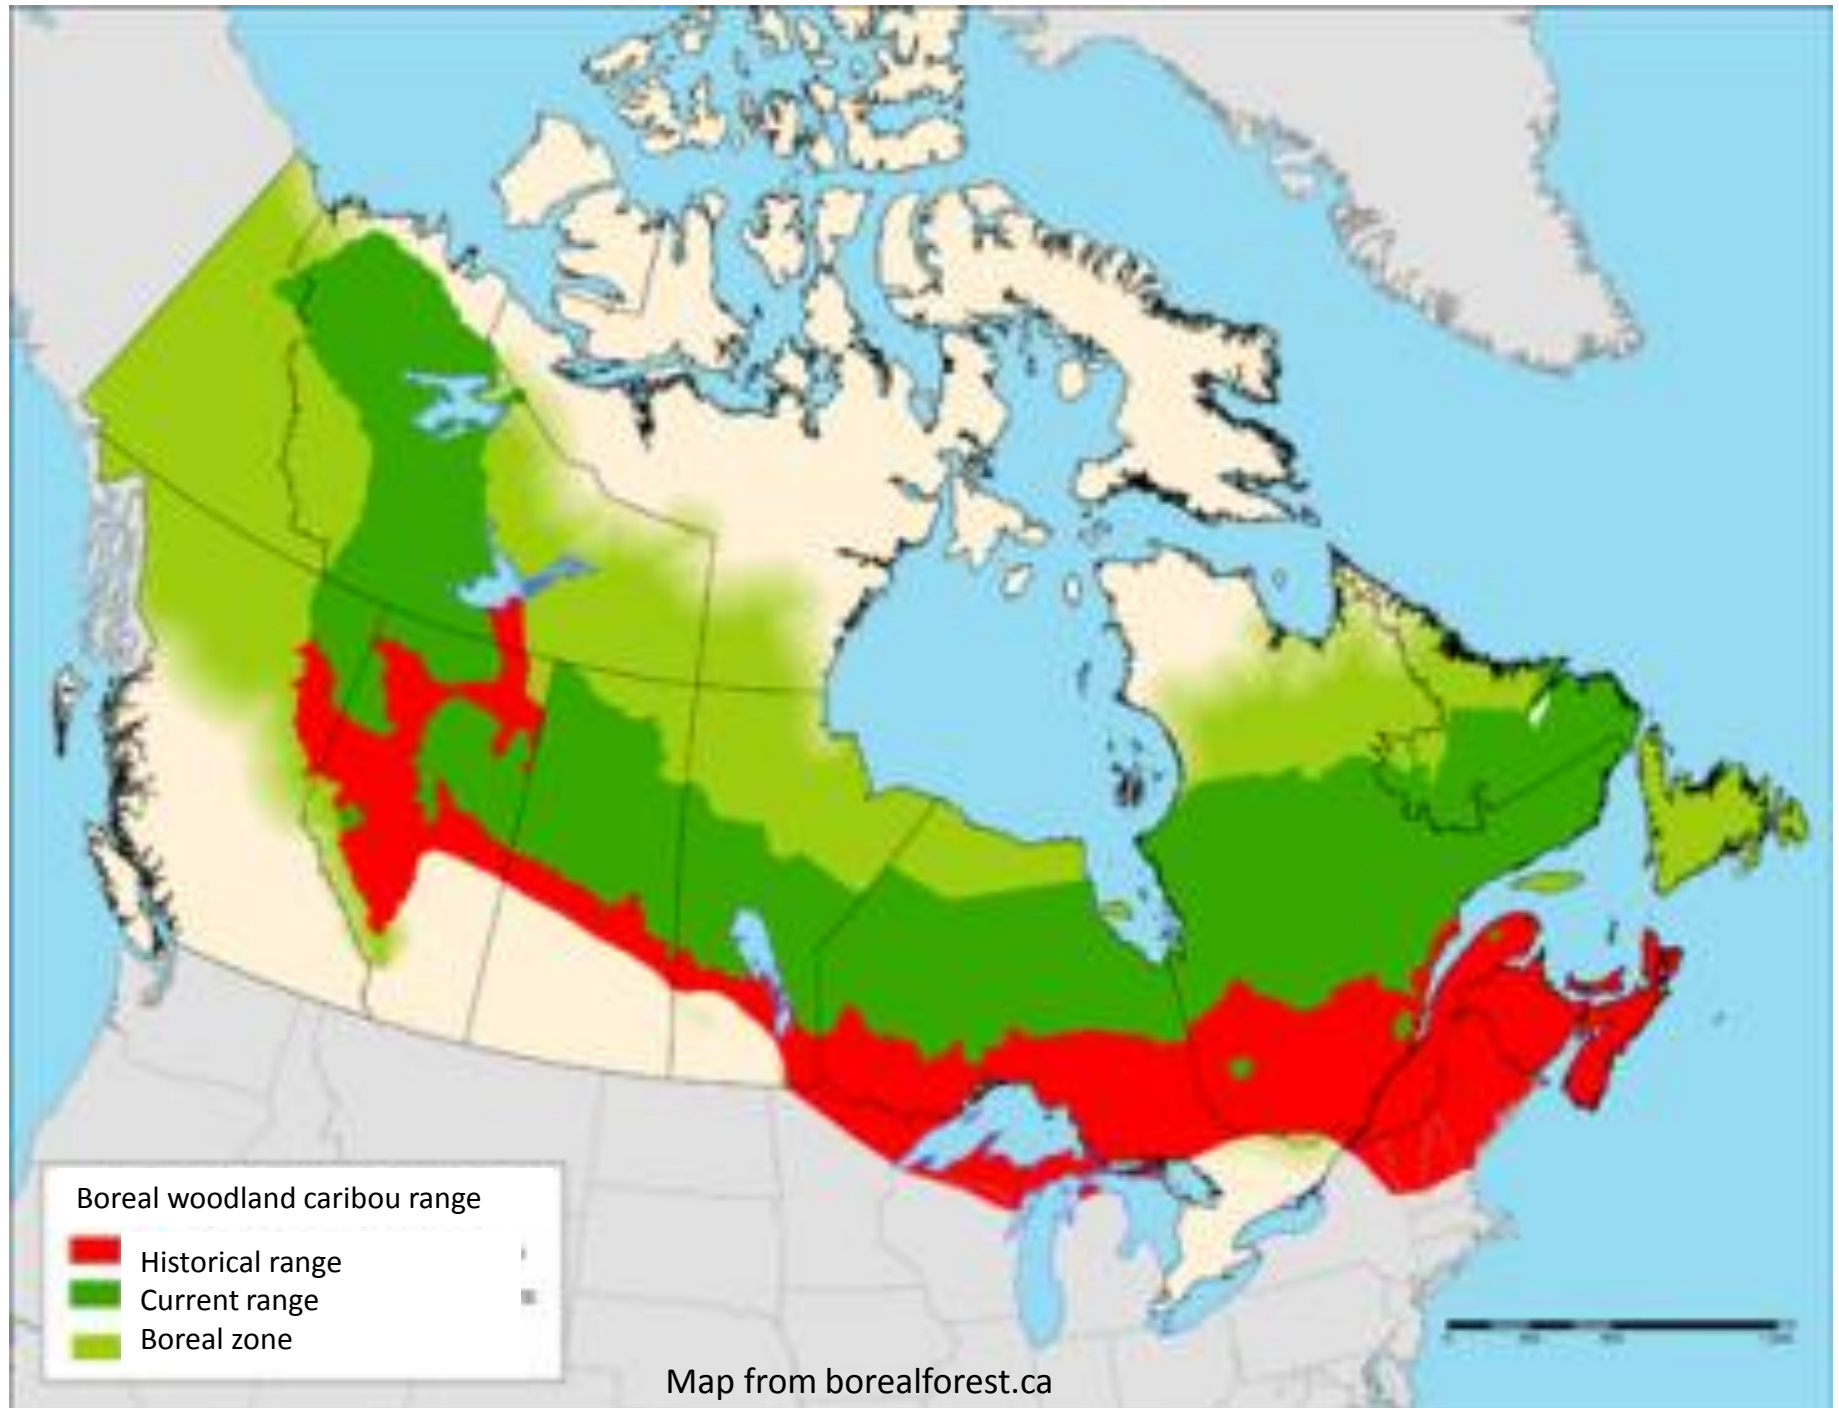 Boreal woodland caribou range
Historical range
Current range
Boreal zone
Map from borealforest.ca